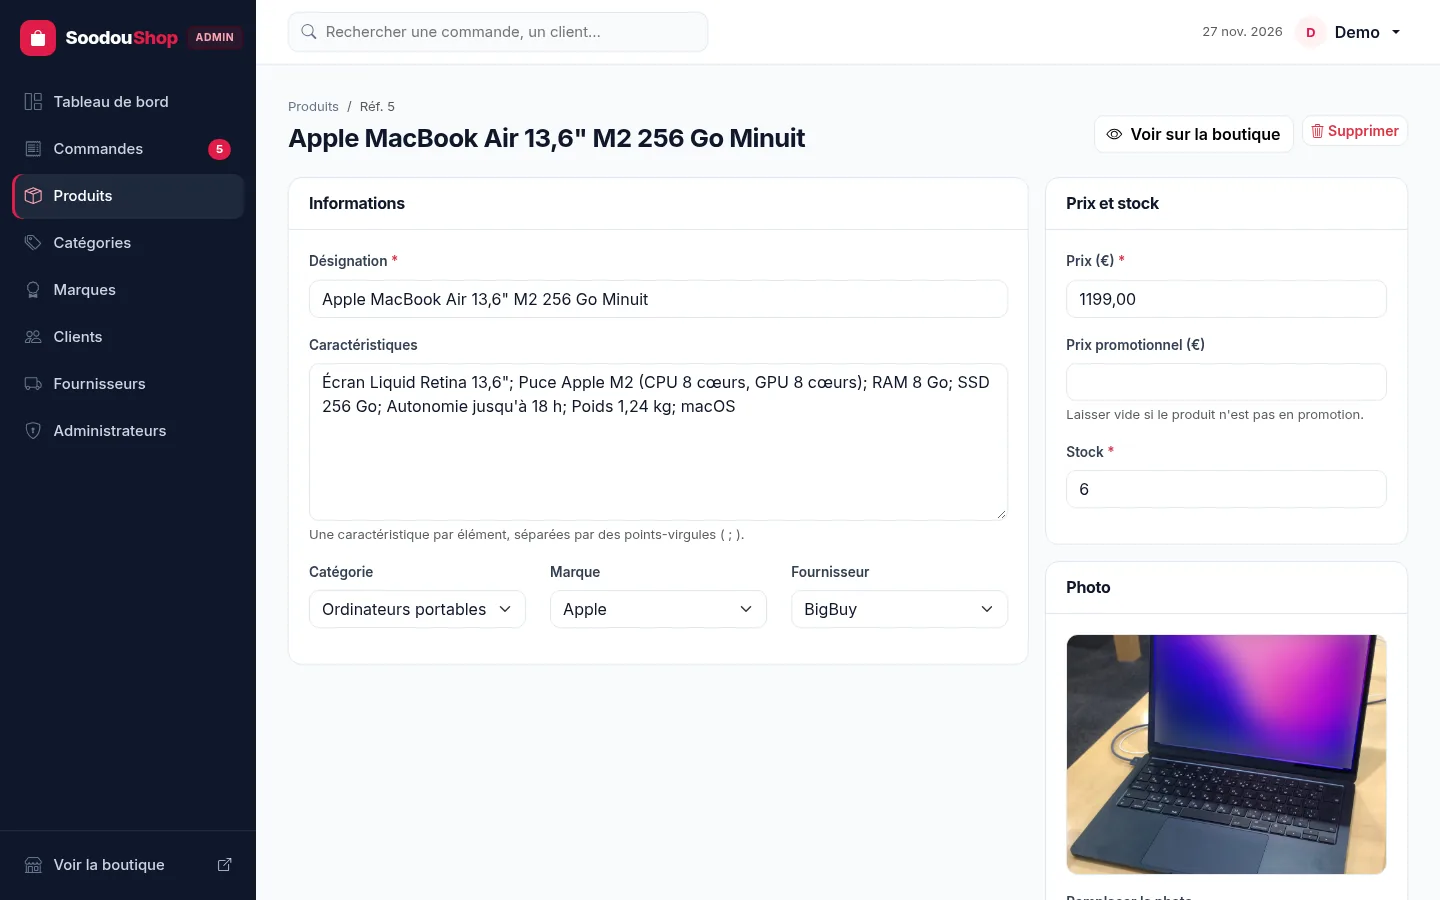 SoodouShop ADMIN
Tableau de bord
Commandes 5
Produits
Catégories
Marques
Clients
Fournisseurs
Administrateurs
Voir la boutique
Rechercher une commande, un client...
27 nov. 2026 D Demo
Produits / Réf. 5
Apple MacBook Air 13,6" M2 256 Go Minuit
Voir sur la boutique
Supprimer
Informations
Désignation *
Apple MacBook Air 13,6" M2 256 Go Minuit
Caractéristiques
Écran Liquid Retina 13,6"; Puce Apple M2 (CPU 8 cœurs, GPU 8 cœurs); RAM 8 Go; SSD
256 Go; Autonomie jusqu'à 18 h; Poids 1,24 kg; macOS
Une caractéristique par élément, séparées par des points-virgules ( ; ).
Catégorie
Ordinateurs portables
Marque
Apple
Fournisseur
BigBuy
Prix et stock
Prix (€) *
1199,00
Prix promotionnel (€)
Laisser vide si le produit n'est pas en promotion.
Stock *
6
Photo
Remplacer la photo